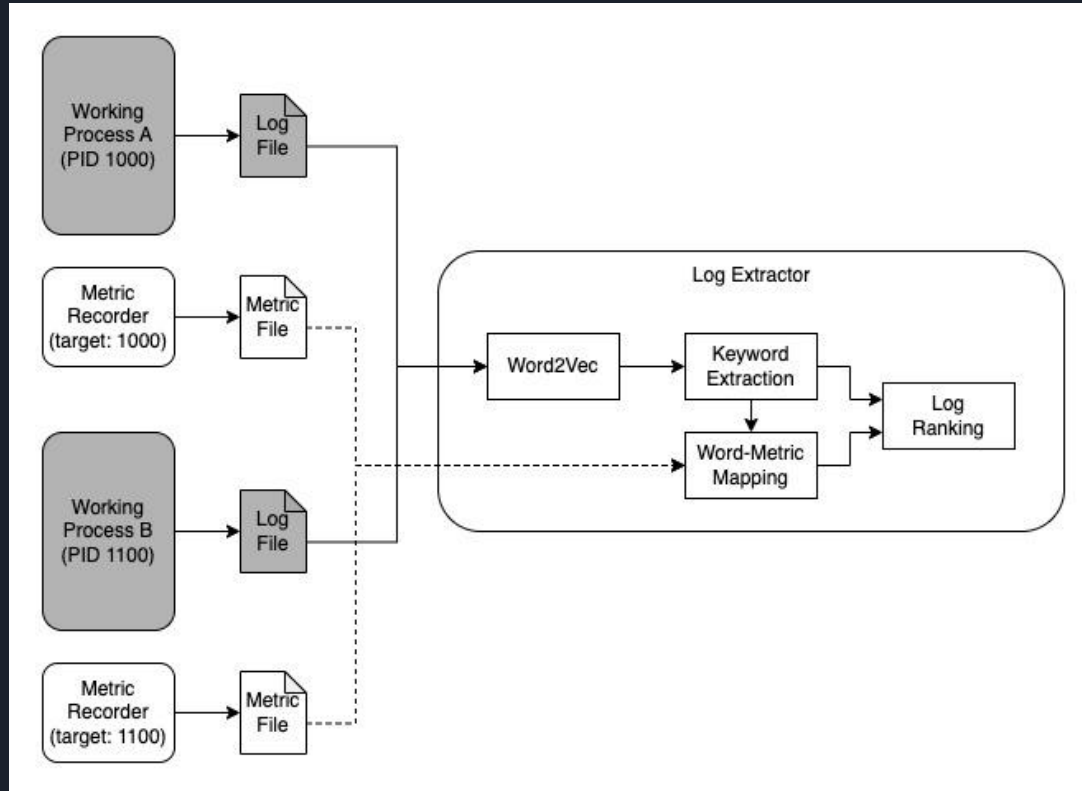 Working
Process A
(PID 1000)
Log
File
Metric
Recorder
(target: 1000)
Metric
File
Log Extractor
Word2Vec
Keyword
Extraction
Log
Ranking
Word-Metric
Mapping
Working
Process B
(PID 1100)
Log
File
Metric
Recorder
(target: 1100)
Metric
File